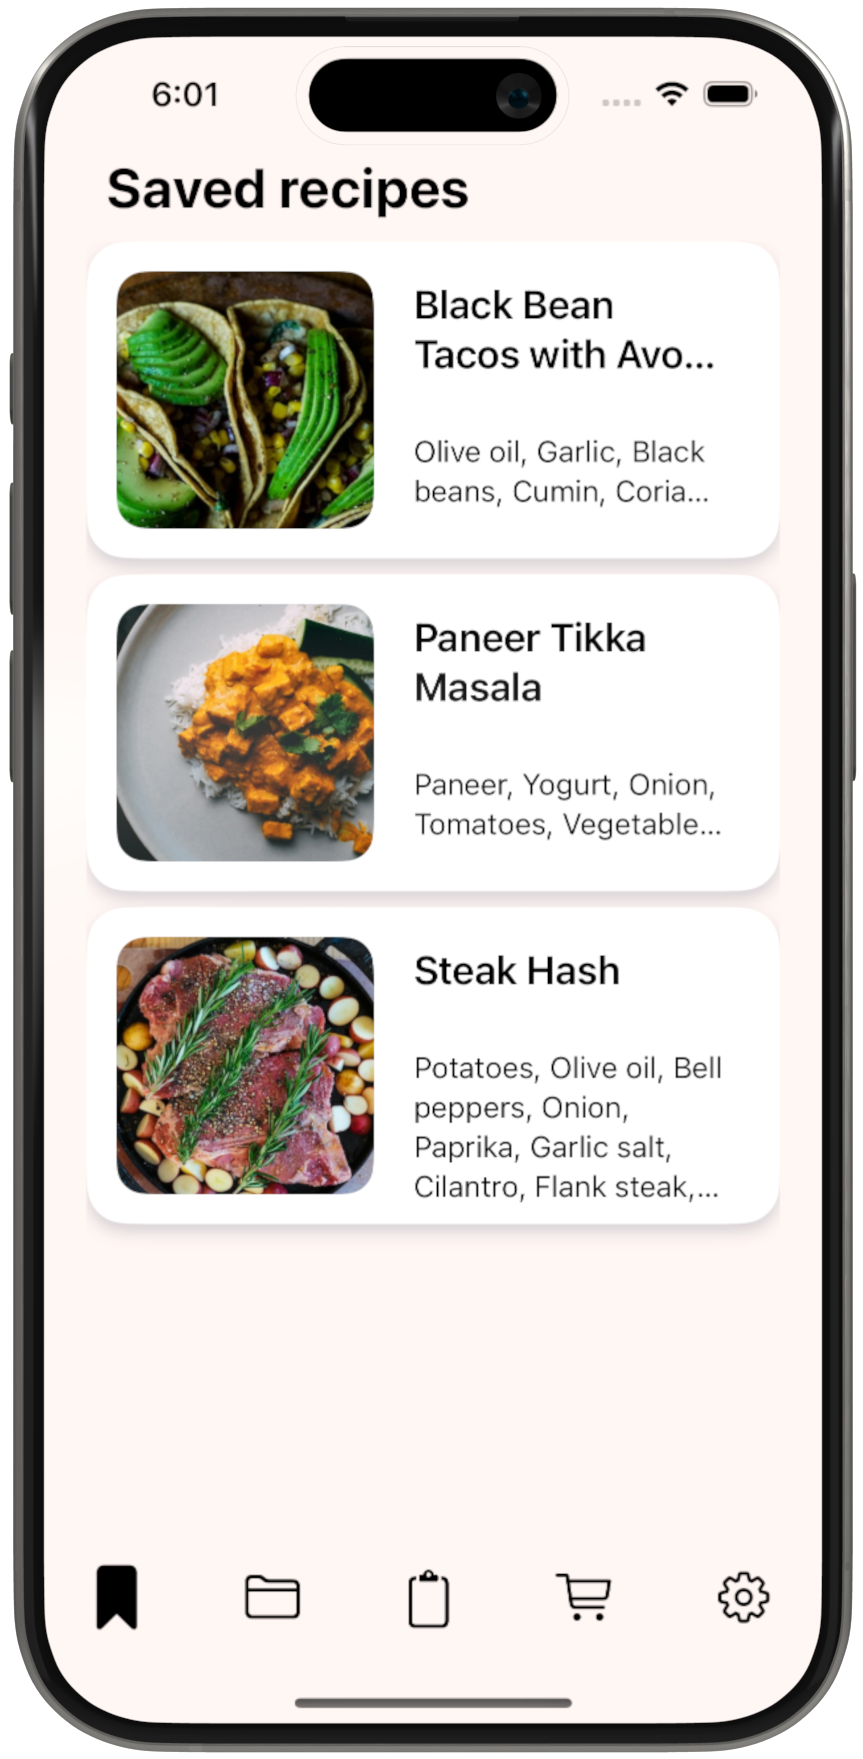 6:01
Saved recipes
Black Bean
Tacos with Avo...
Olive oil, Garlic, Black
beans, Cumin, Coria...
Paneer Tikka
Masala
Paneer, Yogurt, Onion,
Tomatoes, Vegetable...
Steak Hash
Potatoes, Olive oil, Bell
peppers, Onion,
Paprika, Garlic salt,
Cilantro, Flank steak,...